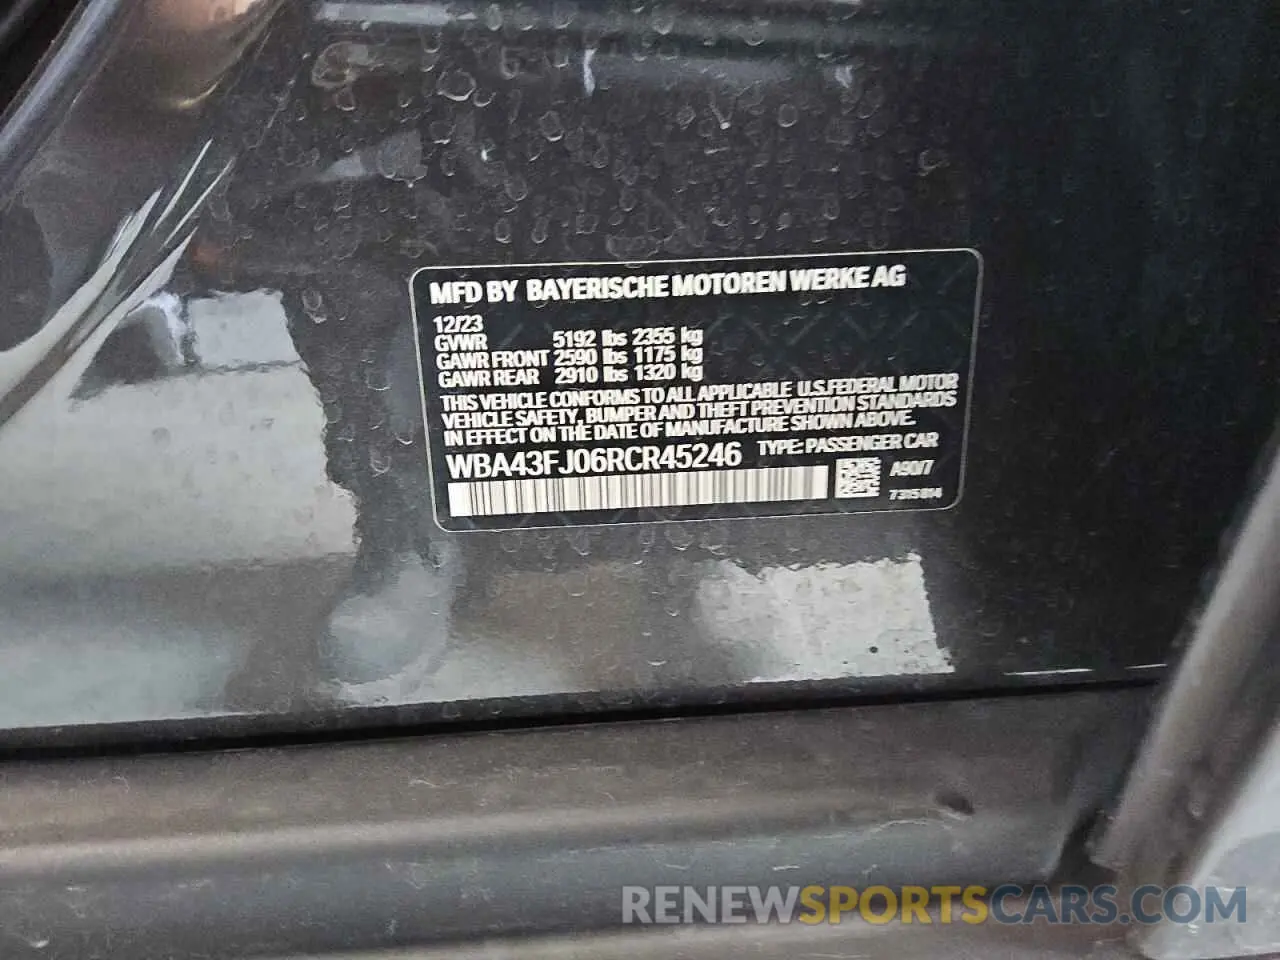 MFD BY BAYERISCHE MOTOREN WERKE AG
12/23
GVWR 5192 lbs 2355 kg
GAWR FRONT 2590 lbs 1175 kg
GAWR REAR 2910 lbs 1320 kg
THIS VEHICLE CONFORMS TO ALL APPLICABLE U.S.FEDERAL MOTOR
VEHICLE SAFETY, BUMPER AND THEFT PREVENTION STANDARDS
IN EFFECT ON THE DATE OF MANUFACTURE SHOWN ABOVE.
WBA43FJ06RCR45246 TYPE: PASSENGER CAR
A90/7
7315814
RENEWSPORTSCARS.COM